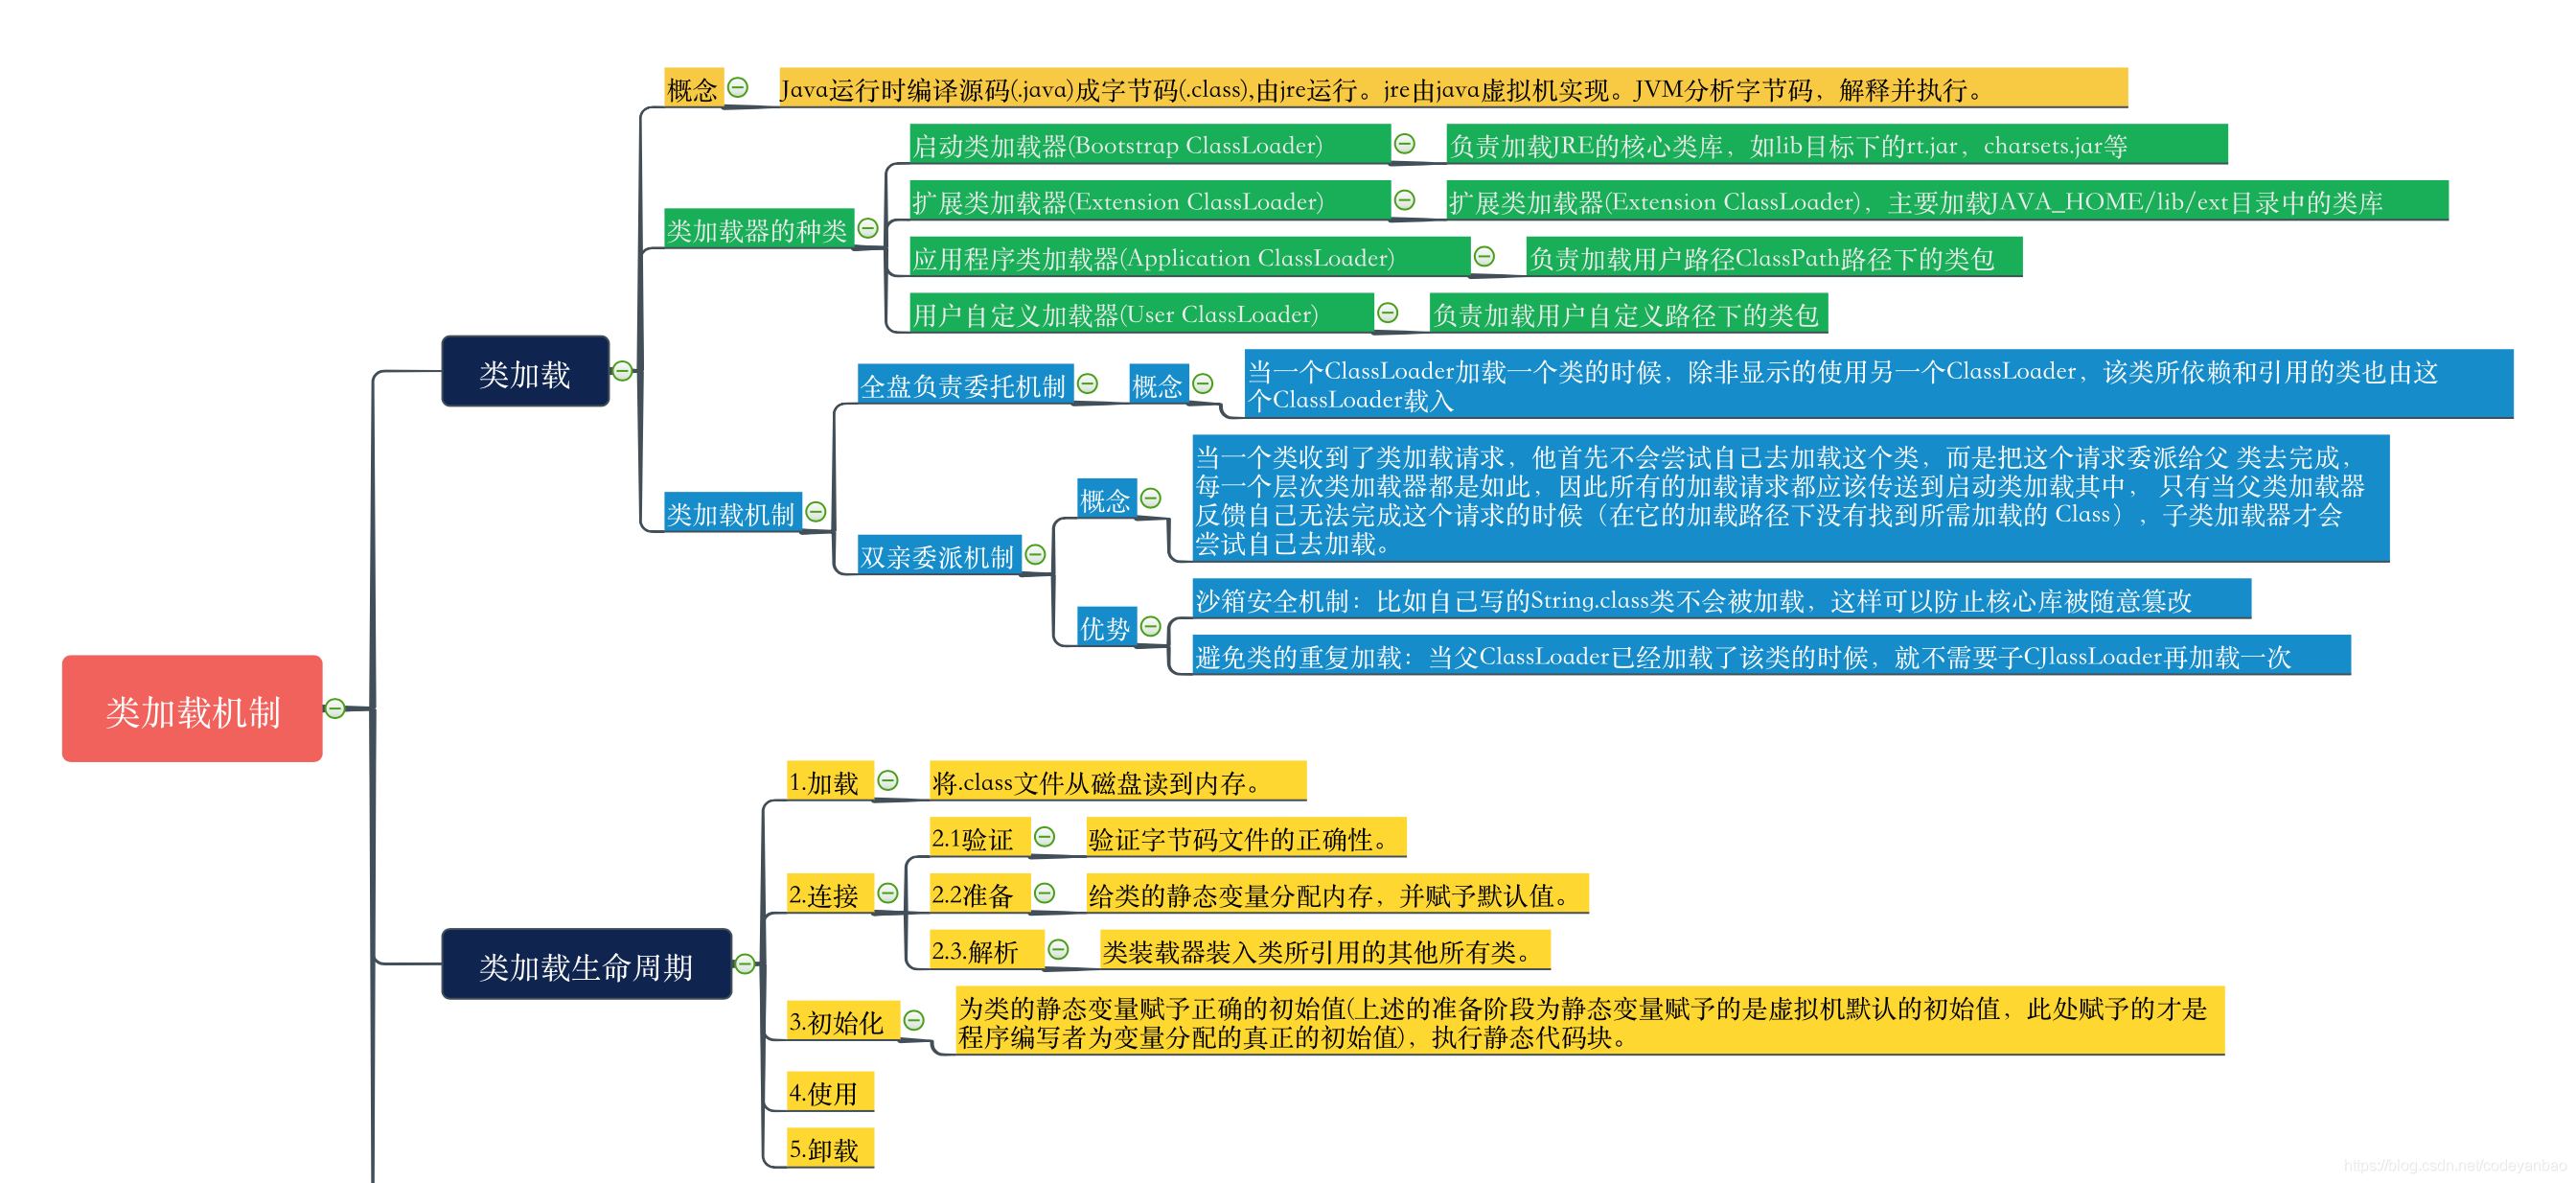 概念
Java运行时编译源码(.java)成字节码(.class),由jre运行。jre由java虚拟机实现。JVM分析字节码，解释并执行。
启动类加载器(Bootstrap ClassLoader)
负责加载JRE的核心类库，如lib目标下的rt.jar，charsets.jar等
扩展类加载器(Extension ClassLoader)
扩展类加载器(Extension ClassLoader)，主要加载JAVA_HOME/lib/ext目录中的类库
类加载器的种类
应用程序类加载器(Application ClassLoader)
负责加载用户路径ClassPath路径下的类包
用户自定义加载器(User ClassLoader)
负责加载用户自定义路径下的类包
类加载
全盘负责委托机制
概念
当一个ClassLoader加载一个类的时候，除非显示的使用另一个ClassLoader，该类所依赖和引用的类也由这
个ClassLoader载入
类加载机制
双亲委派机制
概念
当一个类收到了类加载请求，他首先不会尝试自己去加载这个类，而是把这个请求委派给父 类去完成，
每一个层次类加载器都是如此，因此所有的加载请求都应该传送到启动类加载其中， 只有当父类加载器
反馈自己无法完成这个请求的时候（在它的加载路径下没有找到所需加载的 Class），子类加载器才会
尝试自己去加载。
优势
沙箱安全机制：比如自己写的String.class类不会被加载，这样可以防止核心库被随意篡改
避免类的重复加载：当父ClassLoader已经加载了该类的时候，就不需要子CJlassLoader再加载一次
类加载机制
1.加载
将.class文件从磁盘读到内存。
2.1验证
验证字节码文件的正确性。
2.连接
2.2准备
给类的静态变量分配内存，并赋予默认值。
2.3.解析
类装载器装入类所引用的其他所有类。
类加载生命周期
3.初始化
为类的静态变量赋予正确的初始值(上述的准备阶段为静态变量赋予的是虚拟机默认的初始值，此处赋予的才是
程序编写者为变量分配的真正的初始值)，执行静态代码块。
4.使用
5.卸载
https://blog.csdn.net/codeyanbao